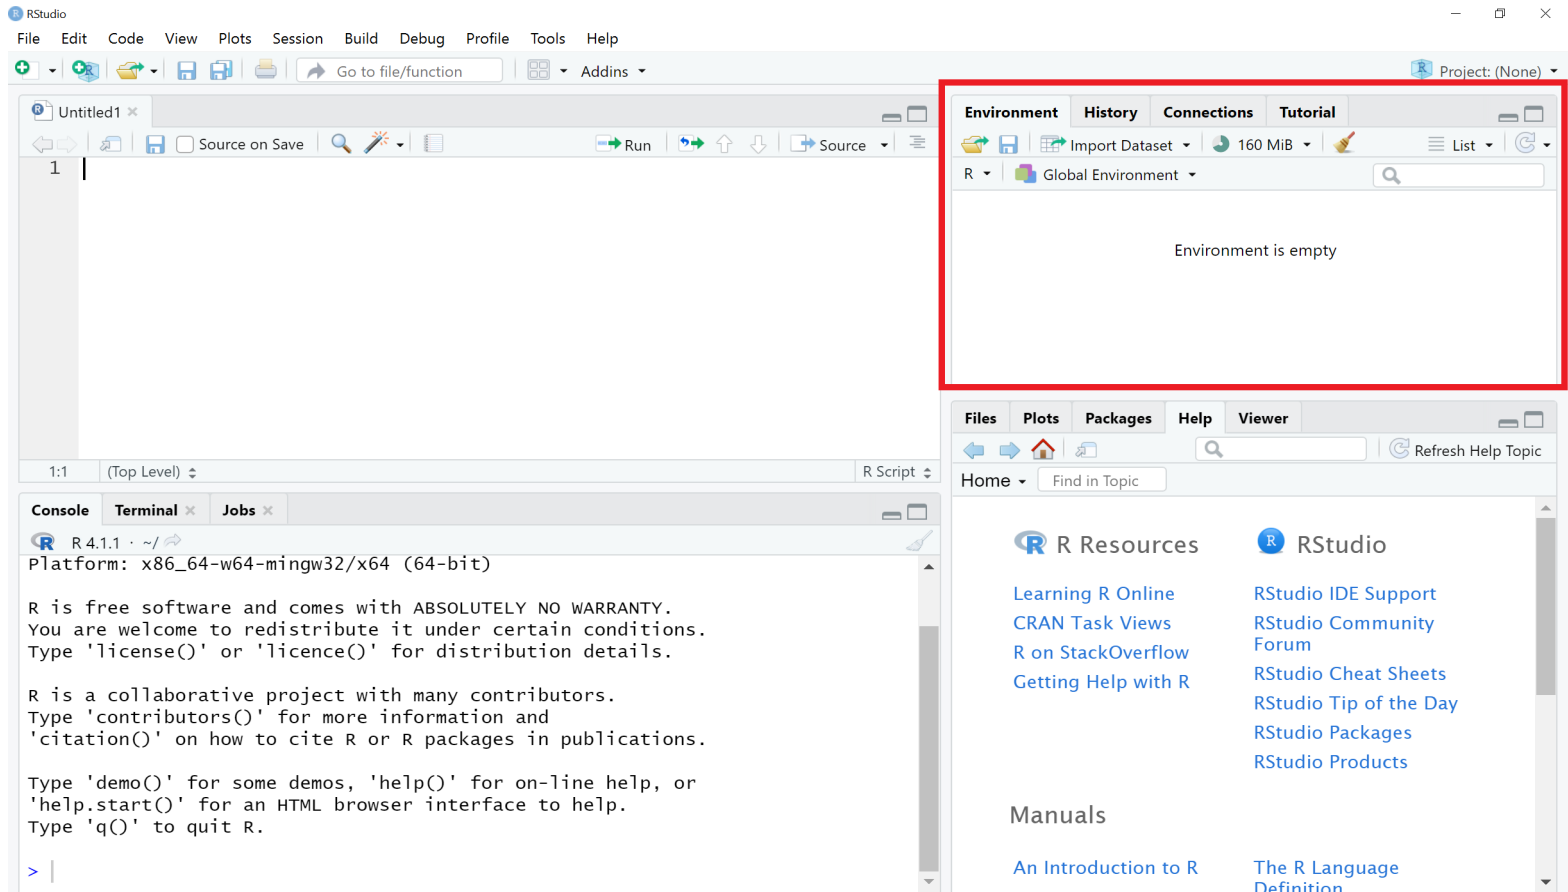 RStudio
File Edit Code View Plots Session Build Debug Profile Tools Help
Go to file/function Addins Project: (None)
Untitled1
Source on Save Run Source
1
1:1 (Top Level) R Script
Console Terminal Jobs
R 4.1.1 · ~/
Platform: x86_64-w64-mingw32/x64 (64-bit)
R is free software and comes with ABSOLUTELY NO WARRANTY.
You are welcome to redistribute it under certain conditions.
Type 'license()' or 'licence()' for distribution details.
R is a collaborative project with many contributors.
Type 'contributors()' for more information and
'citation()' on how to cite R or R packages in publications.
Type 'demo()' for some demos, 'help()' for on-line help, or
'help.start()' for an HTML browser interface to help.
Type 'q()' to quit R.
>
Environment History Connections Tutorial
Import Dataset 160 MiB List
R Global Environment
Environment is empty
Files Plots Packages Help Viewer
Refresh Help Topic
Home Find in Topic
R Resources
Learning R Online
CRAN Task Views
R on StackOverflow
Getting Help with R
R RStudio
RStudio IDE Support
RStudio Community
Forum
RStudio Cheat Sheets
RStudio Tip of the Day
RStudio Packages
RStudio Products
Manuals
An Introduction to R
The R Language
Definition